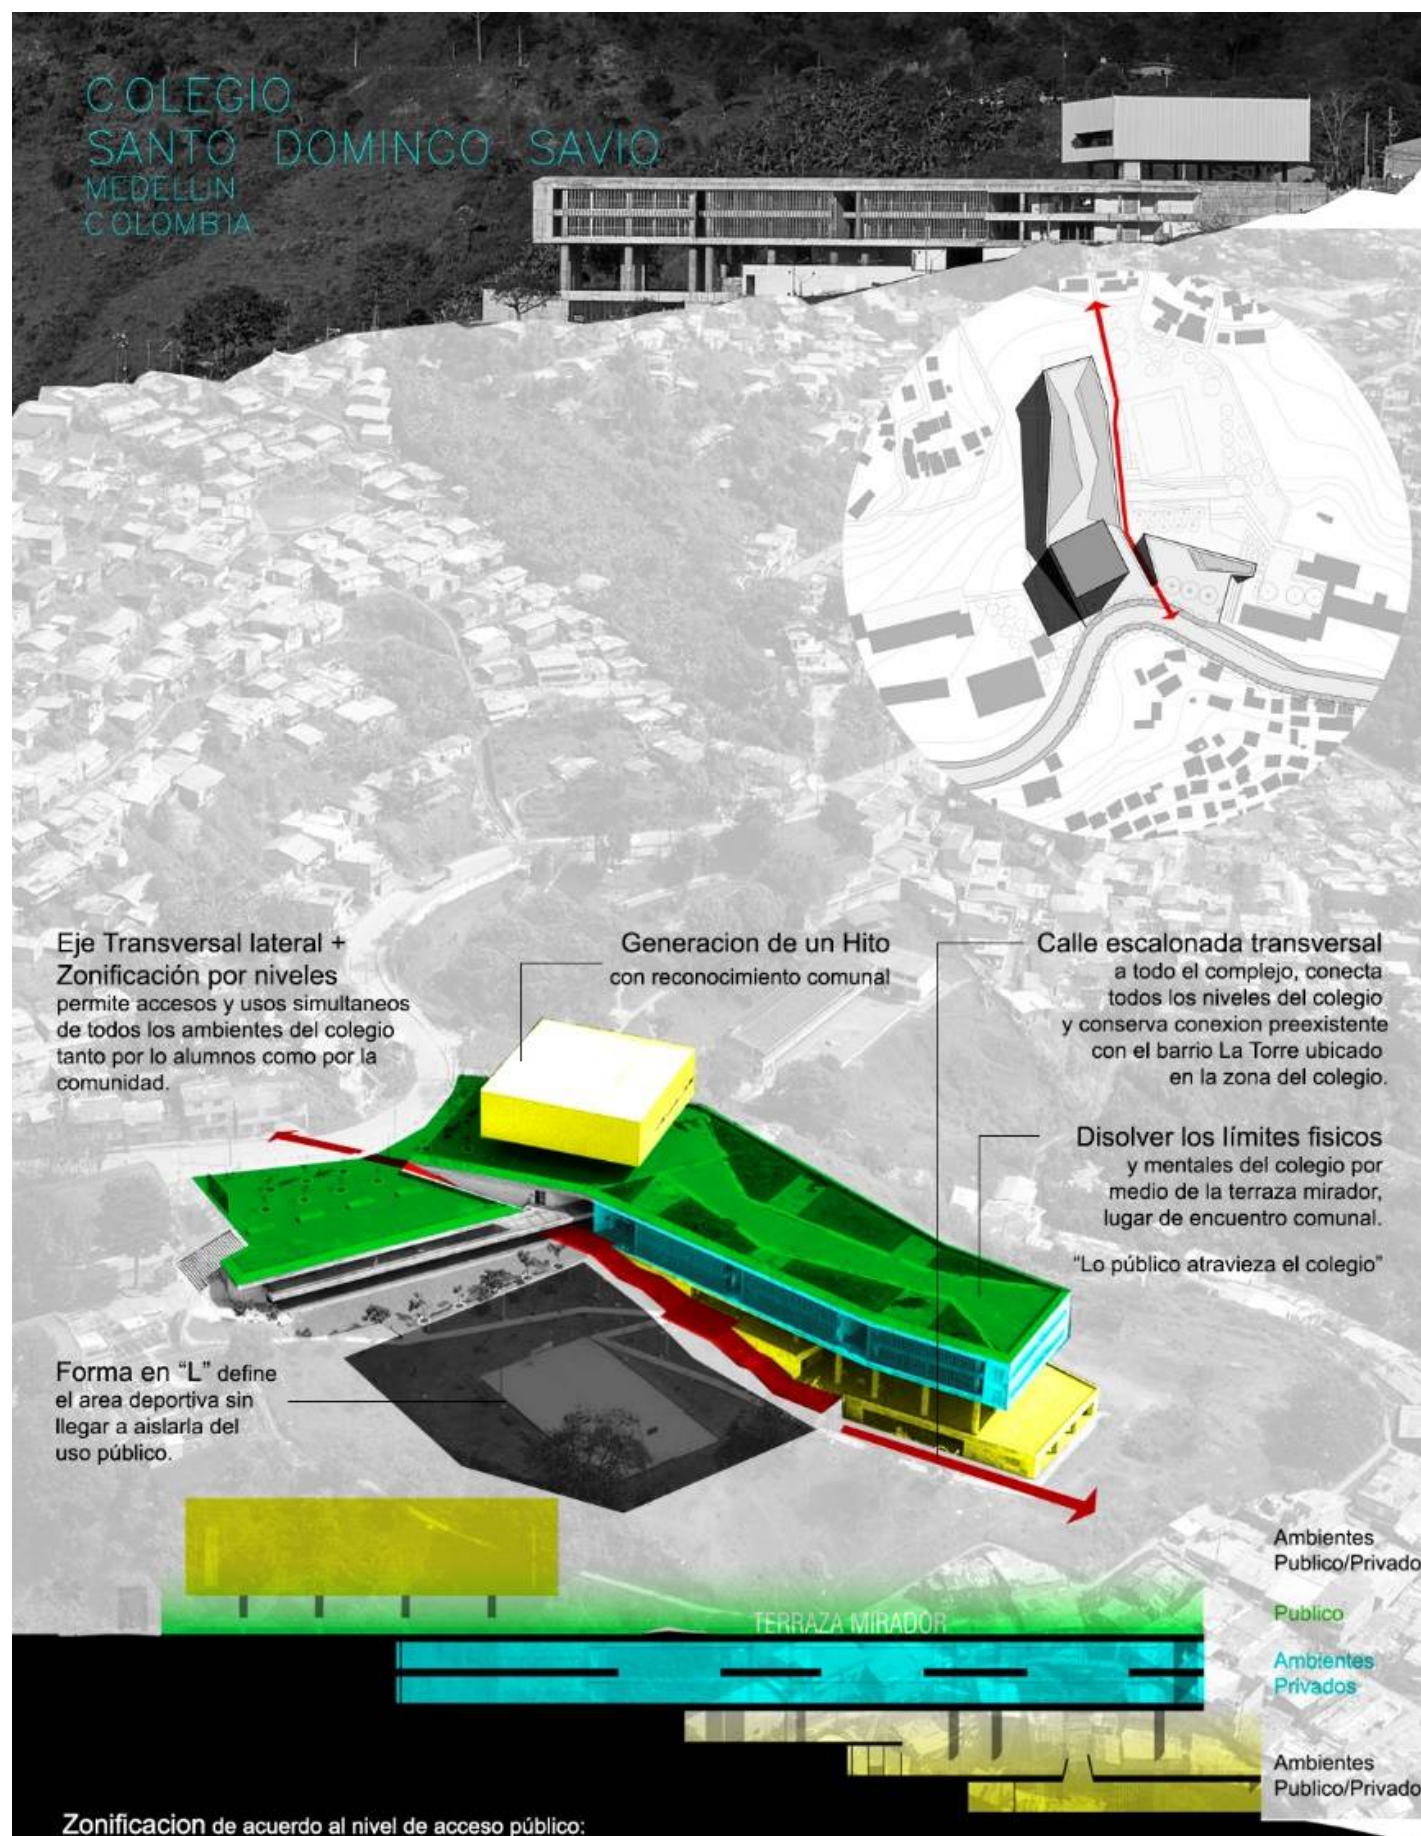 COLEGIO
SANTO DOMINGO SAVIO
MEDELLIN
COLOMBIA
Eje Transversal lateral +
Zonificación por niveles
permite accesos y usos simultaneos
de todos los ambientes del colegio
tanto por lo alumnos como por la
comunidad.
Generacion de un Hito
con reconocimiento comunal
Calle escalonada transversal
a todo el complejo, conecta
todos los niveles del colegio
y conserva conexion preexistente
con el barrio La Torre ubicado
en la zona del colegio.
Disolver los límites fisicos
y mentales del colegio por
medio de la terraza mirador,
lugar de encuentro comunal.
“Lo público atravieza el colegio”
Forma en “L” define
el area deportiva sin
llegar a aislarla del
uso público.
Ambientes
Publico/Privado
Publico
TERRAZA MIRADOR
Ambientes
Privados
Ambientes
Publico/Privado
Zonificacion de acuerdo al nivel de acceso público: